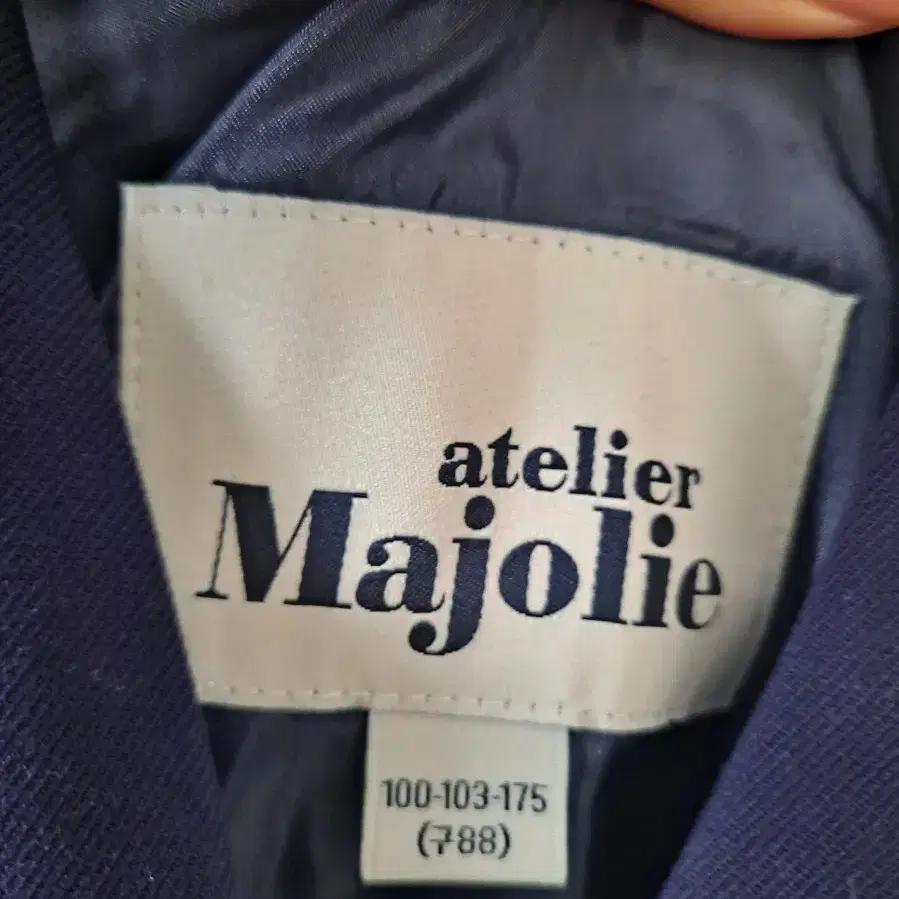 atelier
Majolie
100-103-175
(구88)